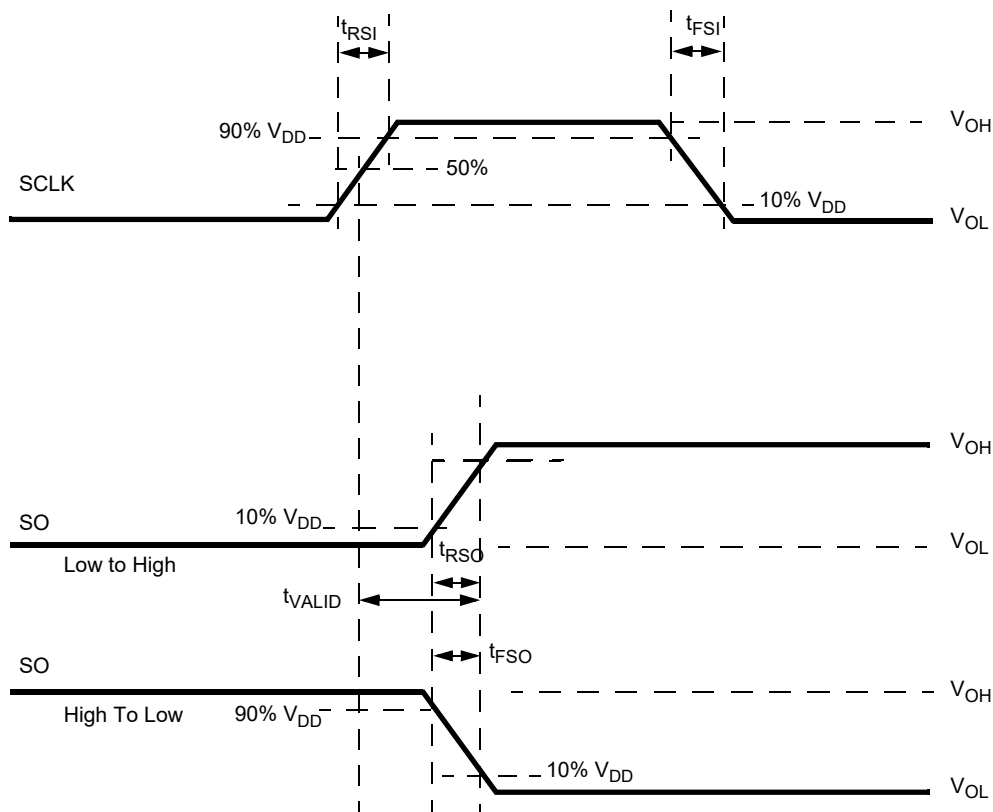 tRSI
tFSI
VOH
90% VDD
50%
SCLK
10% VDD
VOL
VOH
SO
10% VDD
VOL
Low to High
tRSO
tVALID
SO
tFSO
VOH
High To Low
90% VDD
10% VDD
VOL